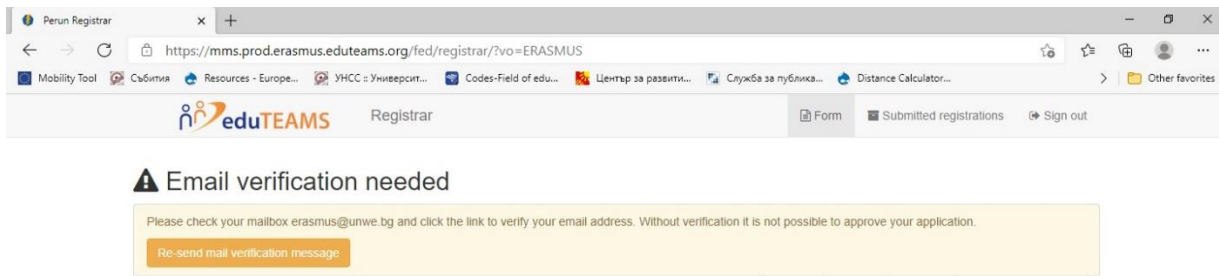 Perun Registrar
https://mms.prod.erasmus.eduteams.org/fed/registrar/?vo=ERASMUS
Mobility Tool Събития Resources - Europe... УНСС :: Университ... Codes-Field of edu... Център за развити... Служба за публика... Distance Calculator... Other favorites
eduTEAMS Registrar Form Submitted registrations Sign out
Email verification needed
Please check your mailbox erasmus@unwe.bg and click the link to verify your email address. Without verification it is not possible to approve your application.
Re-send mail verification message